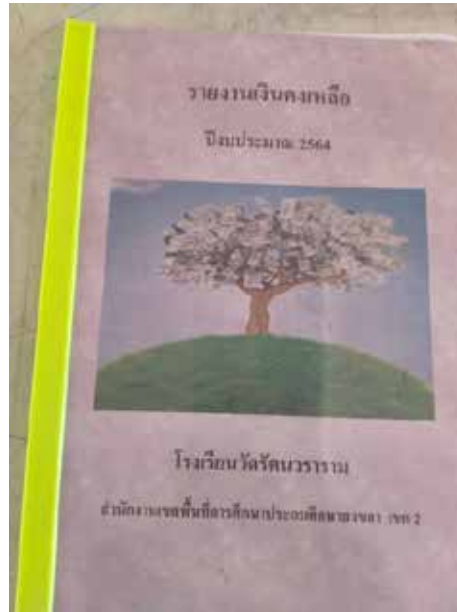 รายงานเงินคงเหลือ
ปีงบประมาณ 2564
โรงเรียนวัดรัตนวราราม
สำนักงานเขตพื้นที่การศึกษาประถมศึกษาสงขลา เขต 2